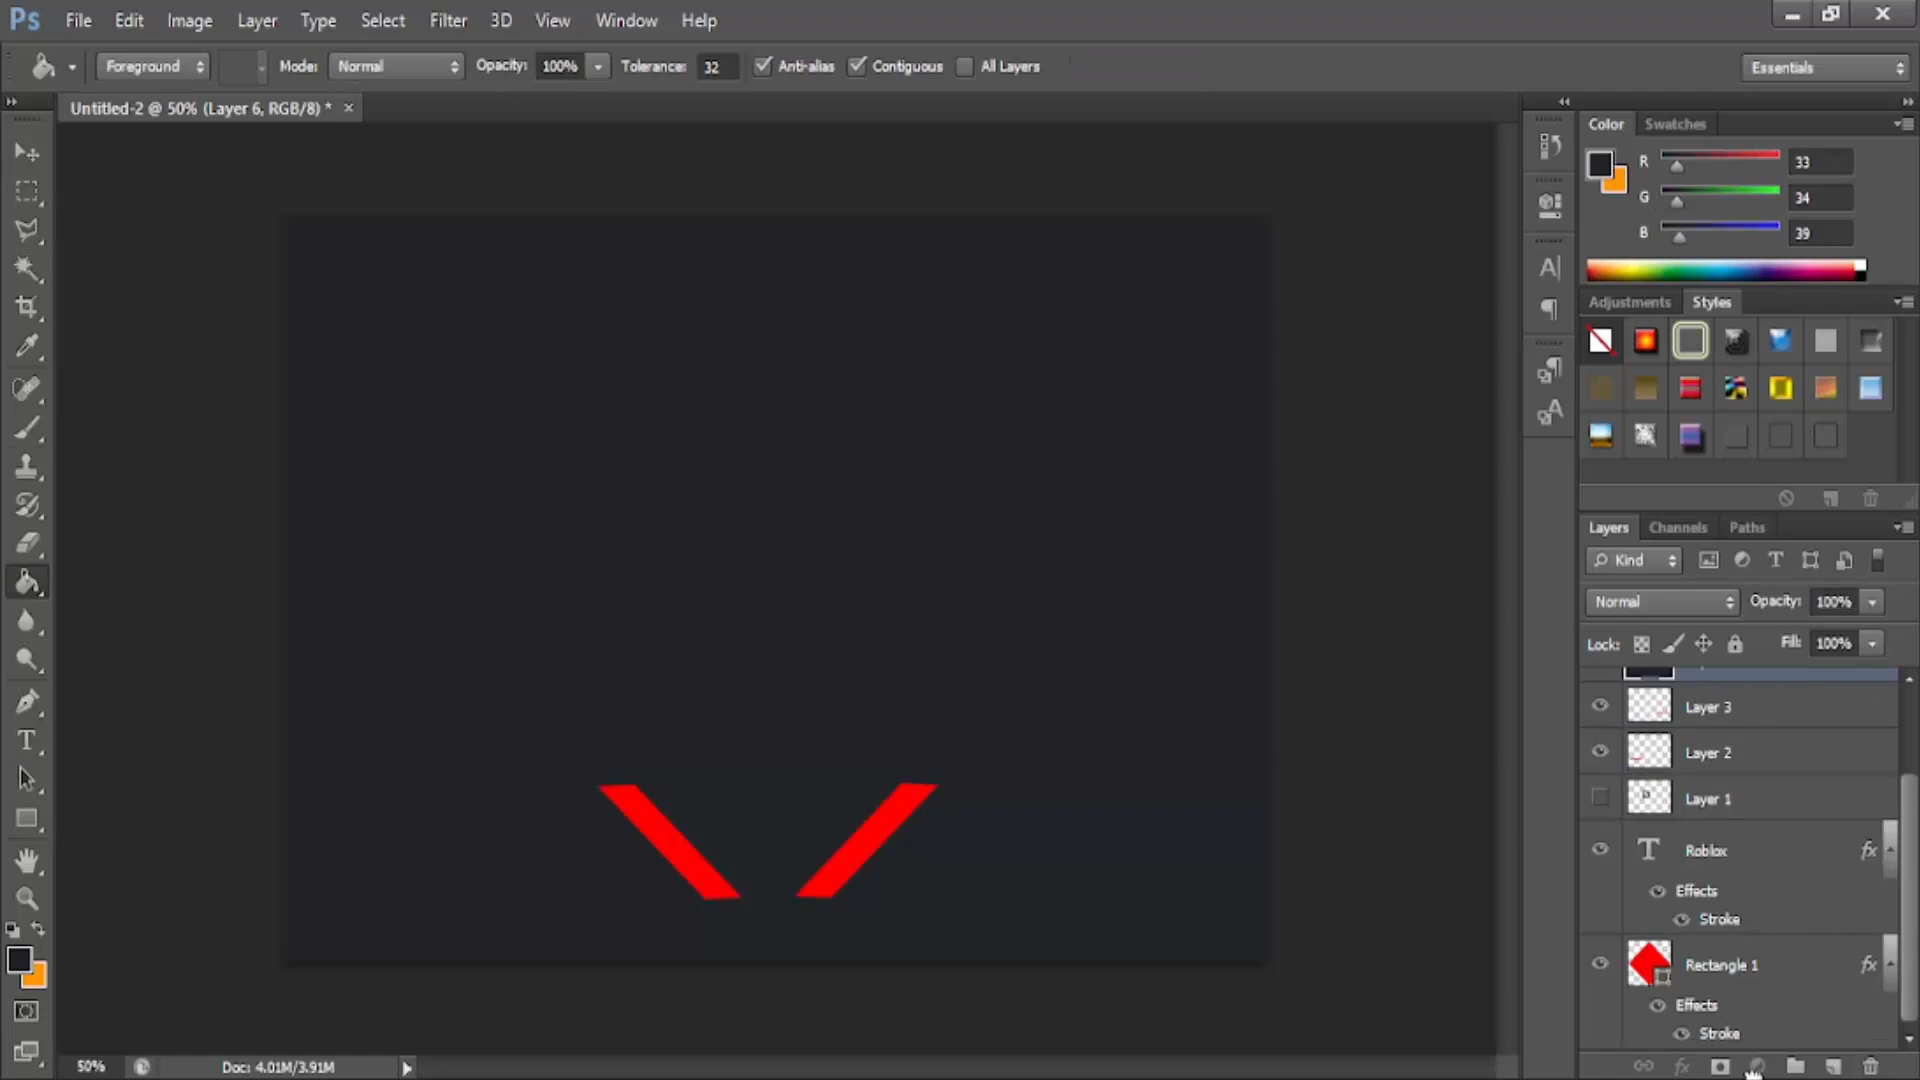 Ps File Edit Image Layer Type Select Filter 3D View Window Help
Foreground Mode: Normal Opacity: 100% Tolerance: 32 Anti-alias Contiguous All Layers Essentials
Untitled-2 @ 50% (Layer 6, RGB/8) * ×
Color Swatches
R 33
G 34
B 39
Adjustments Styles
Layers Channels Paths
Kind
Normal Opacity: 100%
Lock: Fill: 100%
Layer 3
Layer 2
Layer 1
Roblox fx
Effects
Stroke
Rectangle 1 fx
Effects
Stroke
50% Doc: 4.01M/3.91M